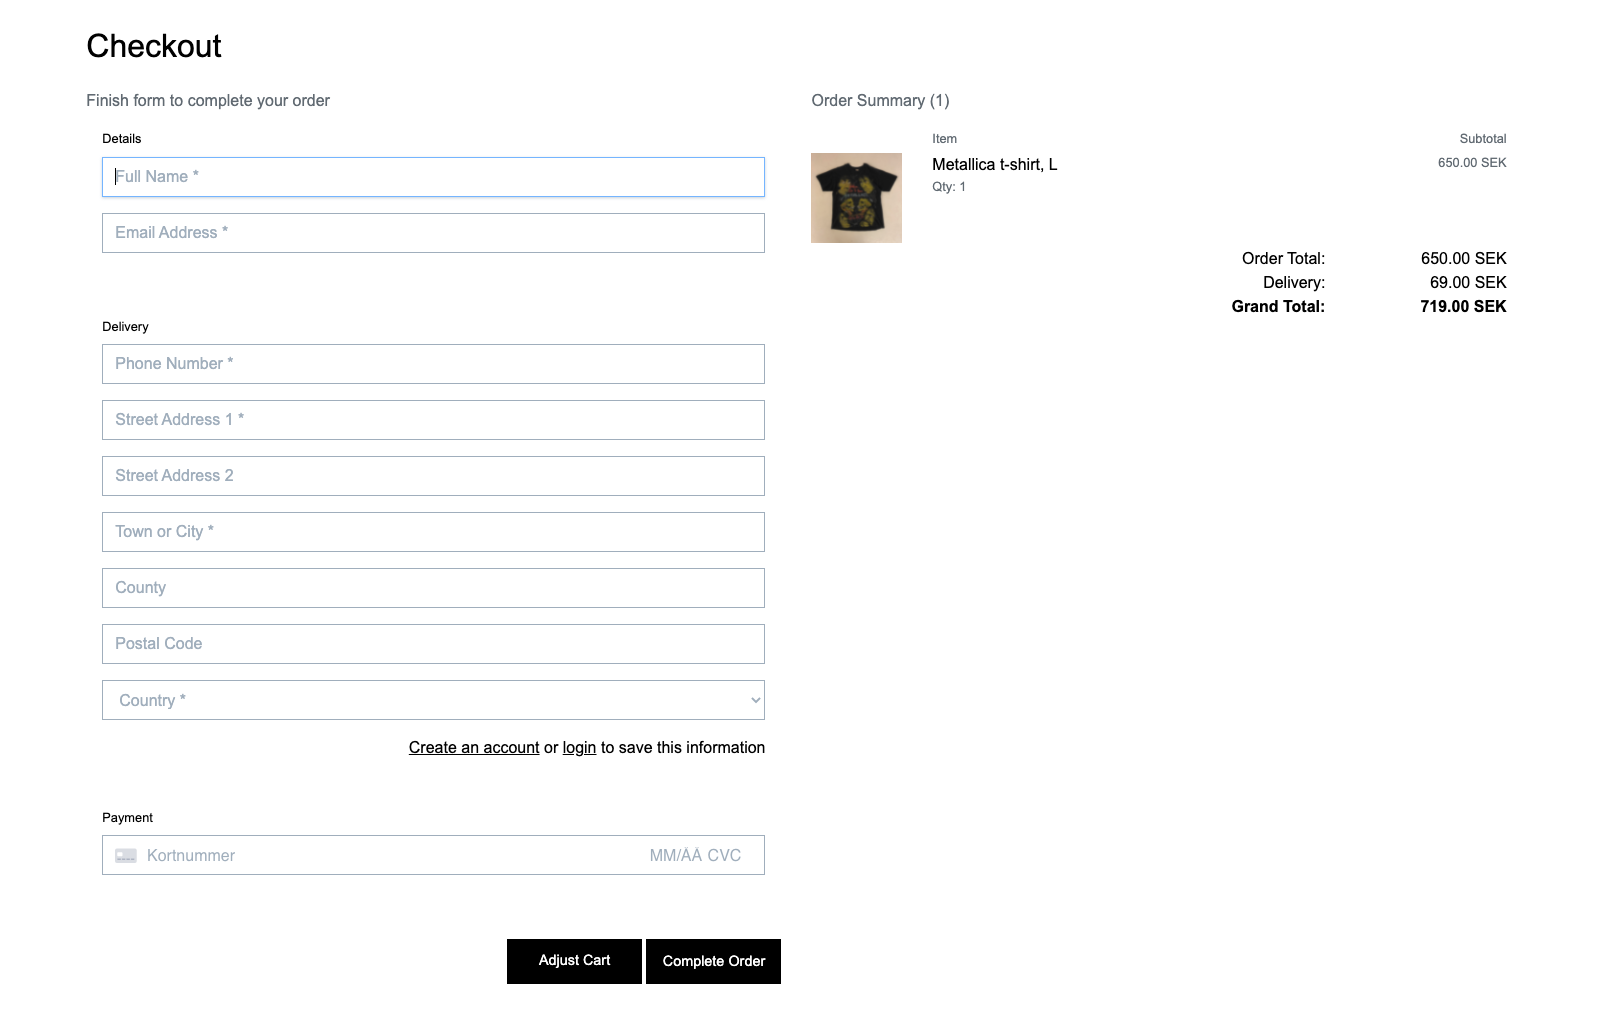 Checkout
Finish form to complete your order
Details
Full Name *
Email Address *
Delivery
Phone Number *
Street Address 1 *
Street Address 2
Town or City *
County
Postal Code
Country *
Create an account or login to save this information
Payment
Kortnummer MM/ÅÅ CVC
Adjust Cart Complete Order
Order Summary (1)
Item Subtotal
Metallica t-shirt, L 650.00 SEK
Qty: 1
Order Total: 650.00 SEK
Delivery: 69.00 SEK
Grand Total: 719.00 SEK